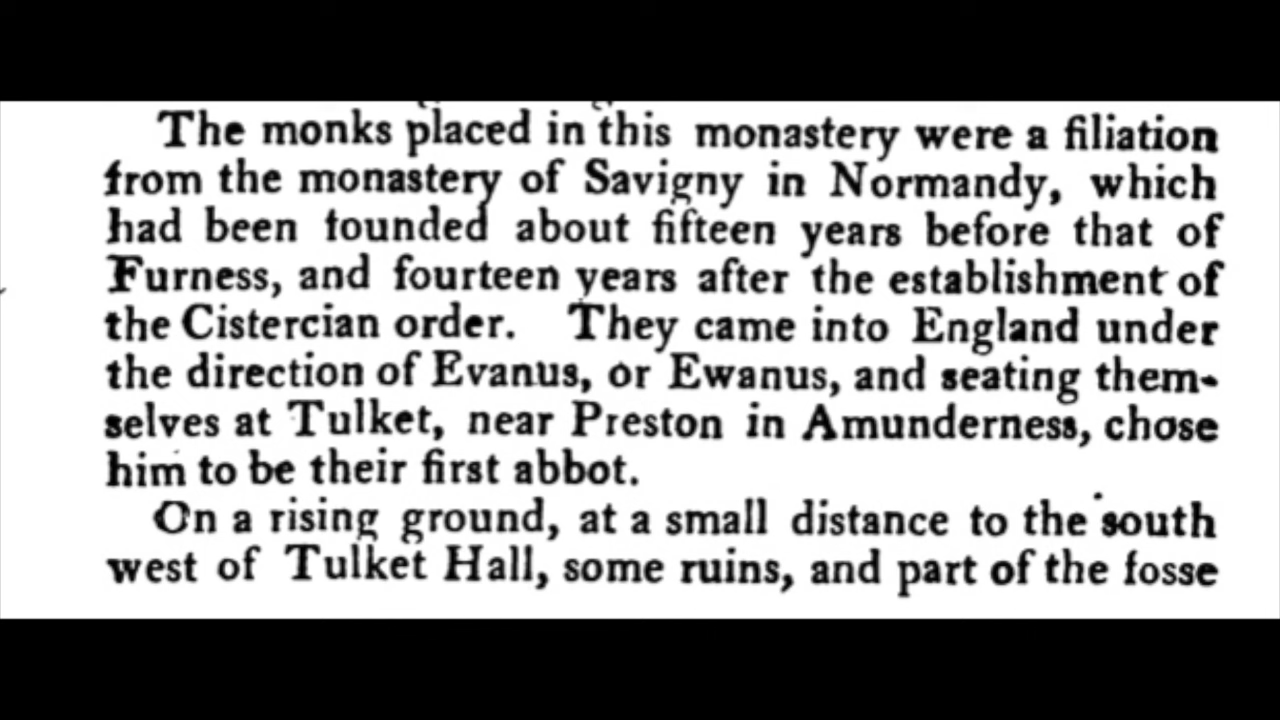 The monks placed in this monastery were a filiation
from the monastery of Savigny in Normandy, which
had been founded about fifteen years before that of
Furness, and fourteen years after the establishment of
the Cistercian order. They came into England under
the direction of Evanus, or Ewanus, and seating them-
selves at Tulket, near Preston in Amunderness, chose
him to be their first abbot.
On a rising ground, at a small distance to the south
west of Tulket Hall, some ruins, and part of the fosse